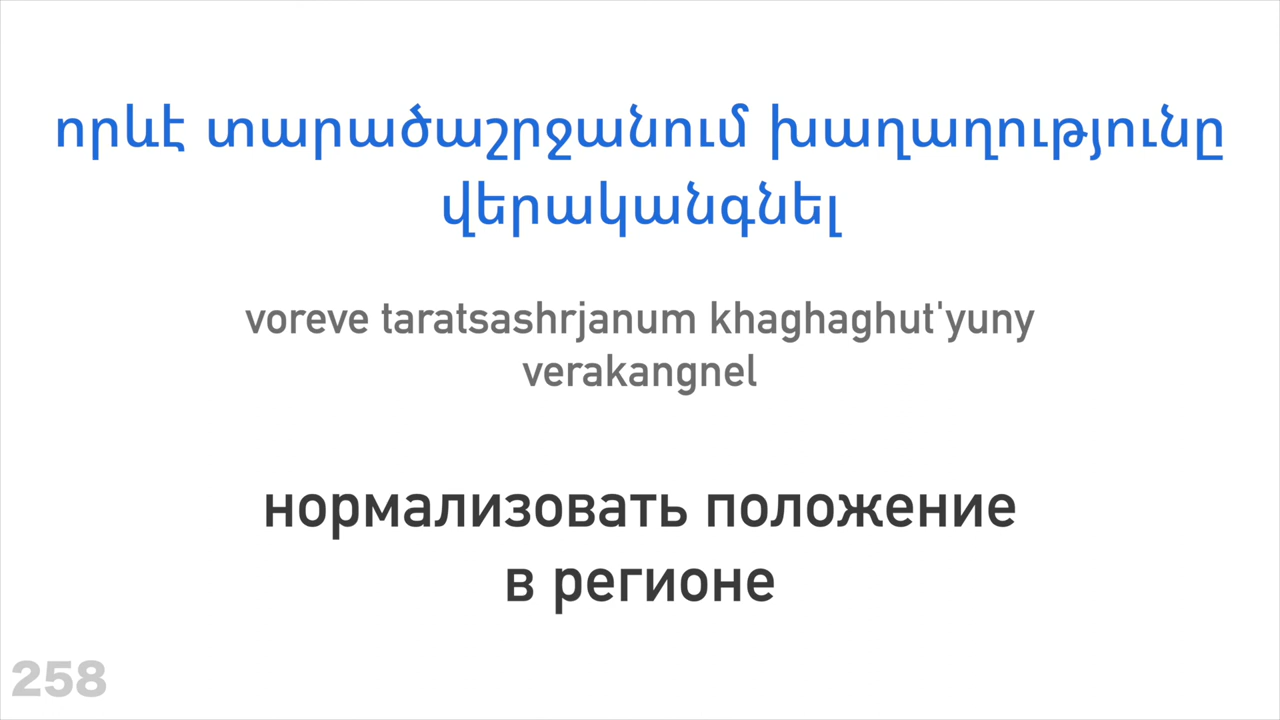 որևէ տարածաշրջանում խաղաղությունը
վերականգնել
voreve taratsashrjanum khaghaghut'yuny
verakangnel
нормализовать положение
в регионе
258